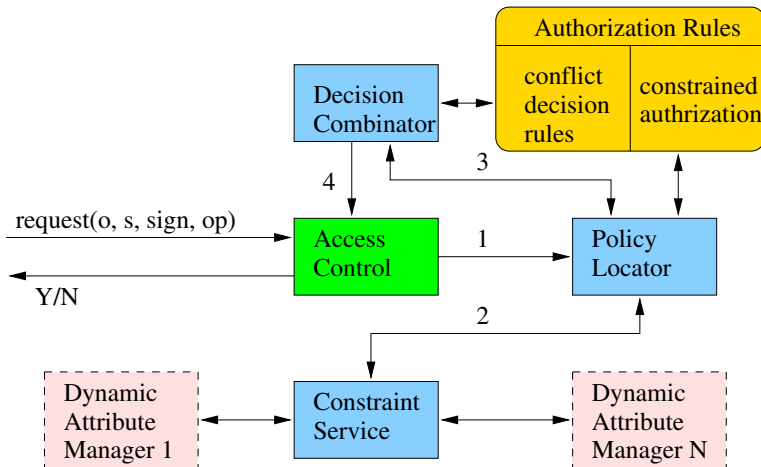 Authorization Rules
conflict
decision
rules
constrained
authrization
Decision
Combinator
4
3
request(o, s, sign, op)
Y/N
Access
Control
1
Policy
Locator
2
Dynamic
Attribute
Manager 1
Constraint
Service
Dynamic
Attribute
Manager N